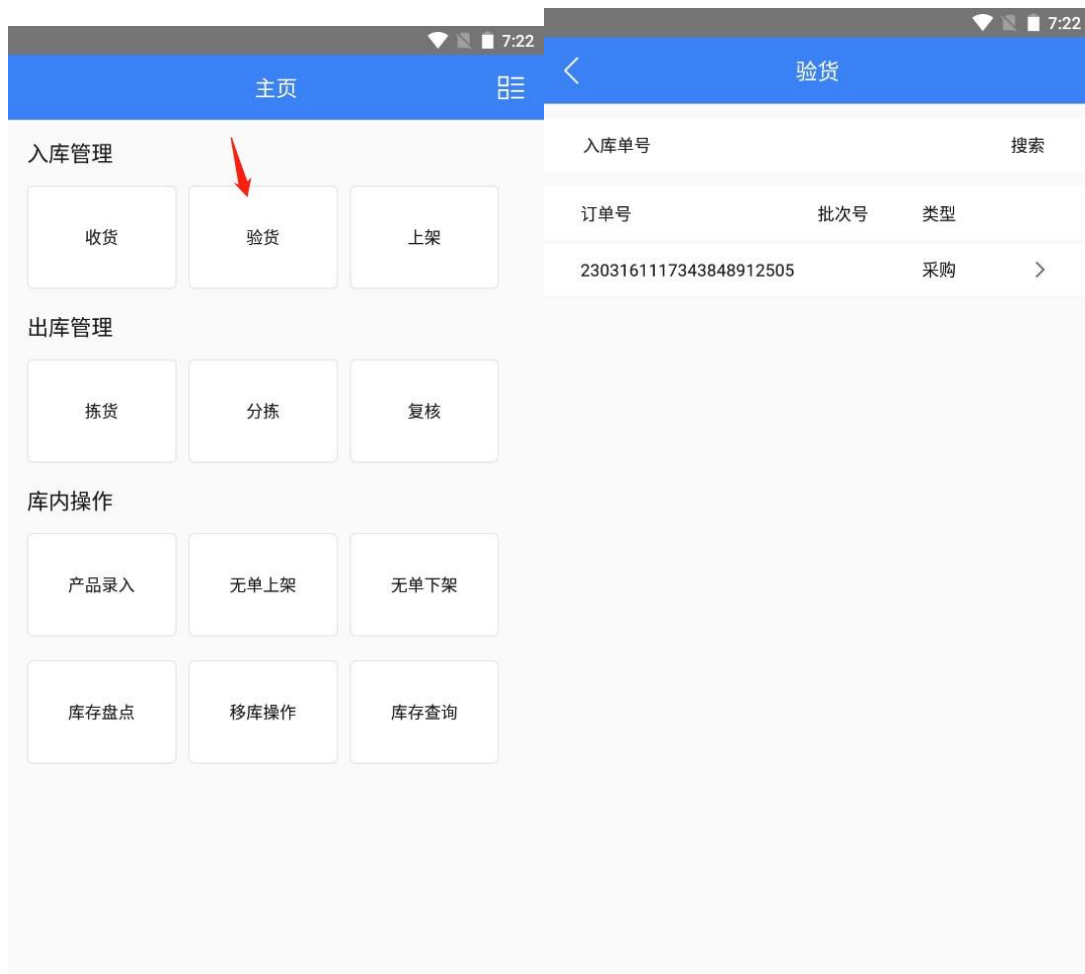 7:22
主页
入库管理
收货 验货 上架
出库管理
拣货 分拣 复核
库内操作
产品录入 无单上架 无单下架
库存盘点 移库操作 库存查询
7:22
验货
入库单号 搜索
订单号 批次号 类型
2303161117343848912505 采购